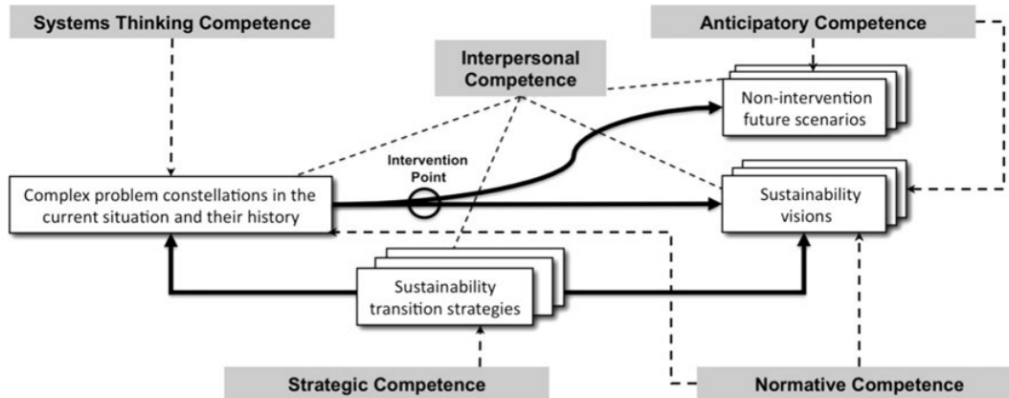 Systems Thinking Competence
Anticipatory Competence
Interpersonal
Competence
Non-intervention
future scenarios
Intervention
Point
Complex problem constellations in the
current situation and their history
Sustainability
visions
Sustainability
transition strategies
Strategic Competence
Normative Competence